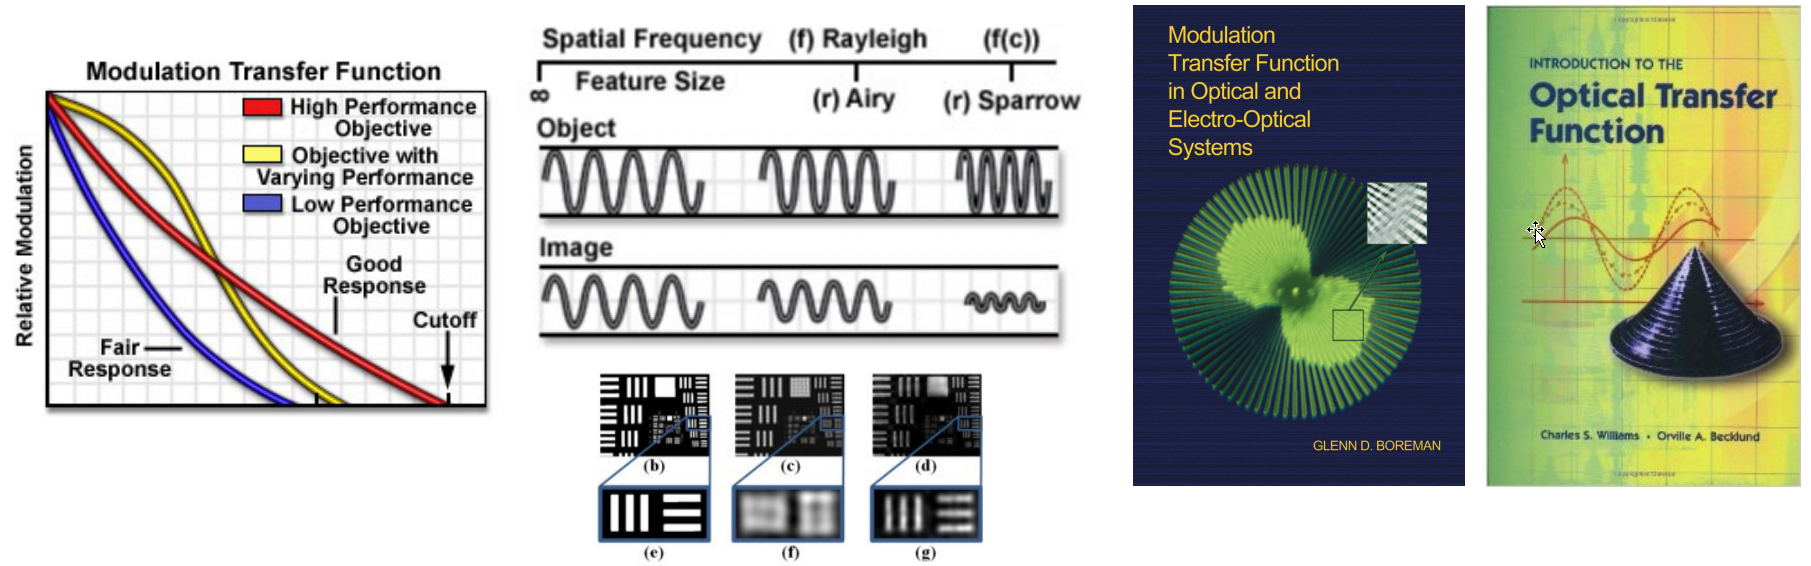 Modulation Transfer Function
High Performance
Objective
Objective with
Varying Performance
Low Performance
Objective
Good
Response
Cutoff
Fair
Response
Relative Modulation
Spatial Frequency (f) Rayleigh (f(c))
∞ Feature Size (r) Airy (r) Sparrow
Object
Image
(b) (c) (d)
(e) (f) (g)
Modulation
Transfer Function
in Optical and
Electro-Optical
Systems
GLENN D. BOREMAN
INTRODUCTION TO THE
Optical Transfer
Function
Charles S. Williams • Orville A. Becklund